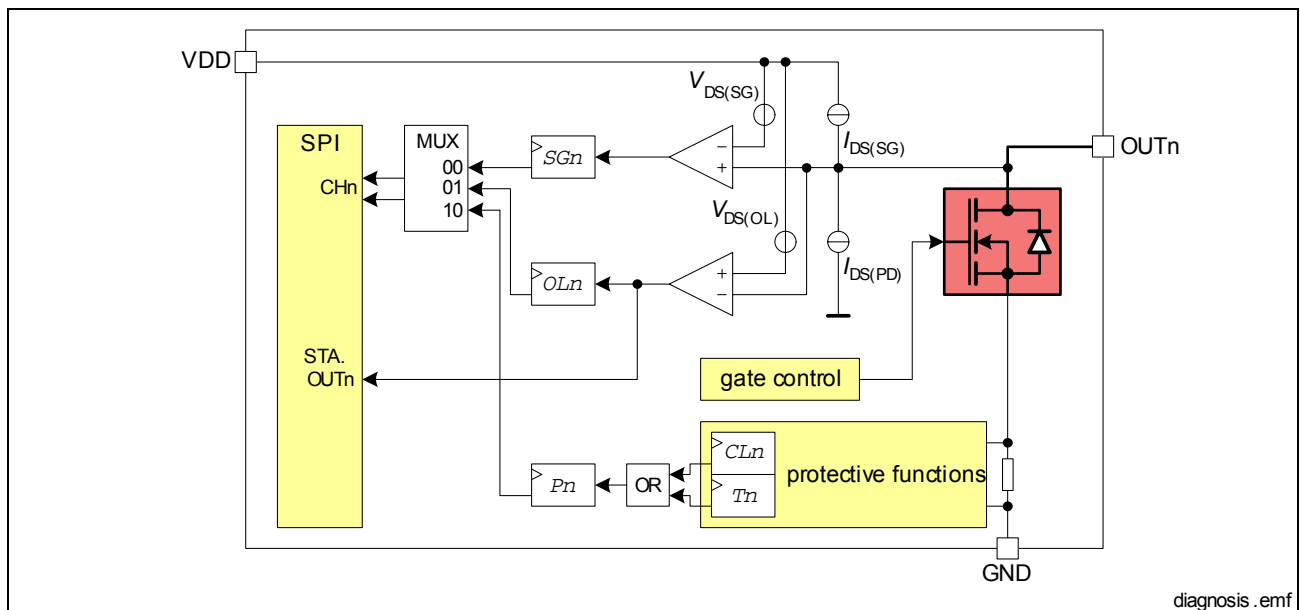 VDD
V DS(SG)
SPI
MUX
00
01
10
SGn
−
+
I DS(SG)
OUTn
CHn
V DS(OL)
OLn
+
−
I DS(PD)
STA.
OUTn
gate control
CLn
Tn
protective functions
Pn
OR
GND
diagnosis.emf